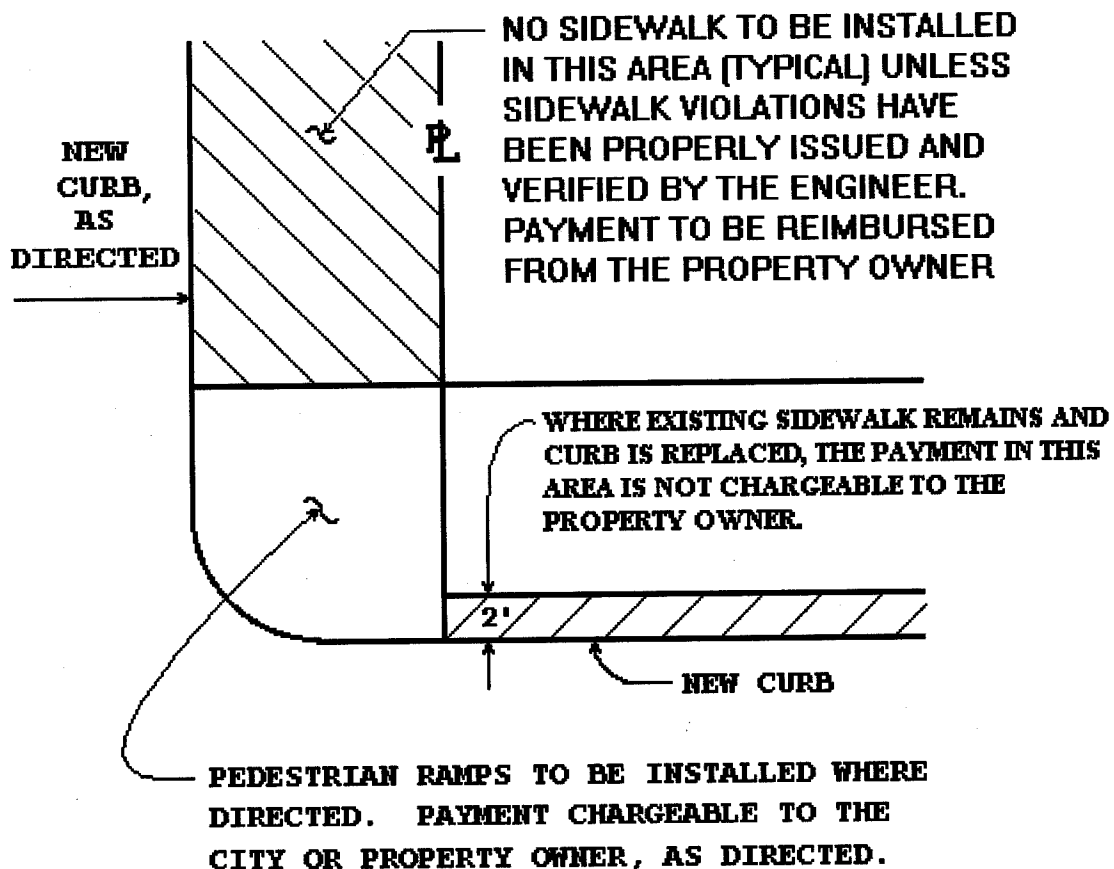 NO SIDEWALK TO BE INSTALLED
IN THIS AREA (TYPICAL) UNLESS
SIDEWALK VIOLATIONS HAVE
BEEN PROPERLY ISSUED AND
VERIFIED BY THE ENGINEER.
PAYMENT TO BE REIMBURSED
FROM THE PROPERTY OWNER
PL
NEW
CURB,
AS
DIRECTED
WHERE EXISTING SIDEWALK REMAINS AND
CURB IS REPLACED, THE PAYMENT IN THIS
AREA IS NOT CHARGEABLE TO THE
PROPERTY OWNER.
2'
NEW CURB
PEDESTRIAN RAMPS TO BE INSTALLED WHERE
DIRECTED. PAYMENT CHARGEABLE TO THE
CITY OR PROPERTY OWNER, AS DIRECTED.